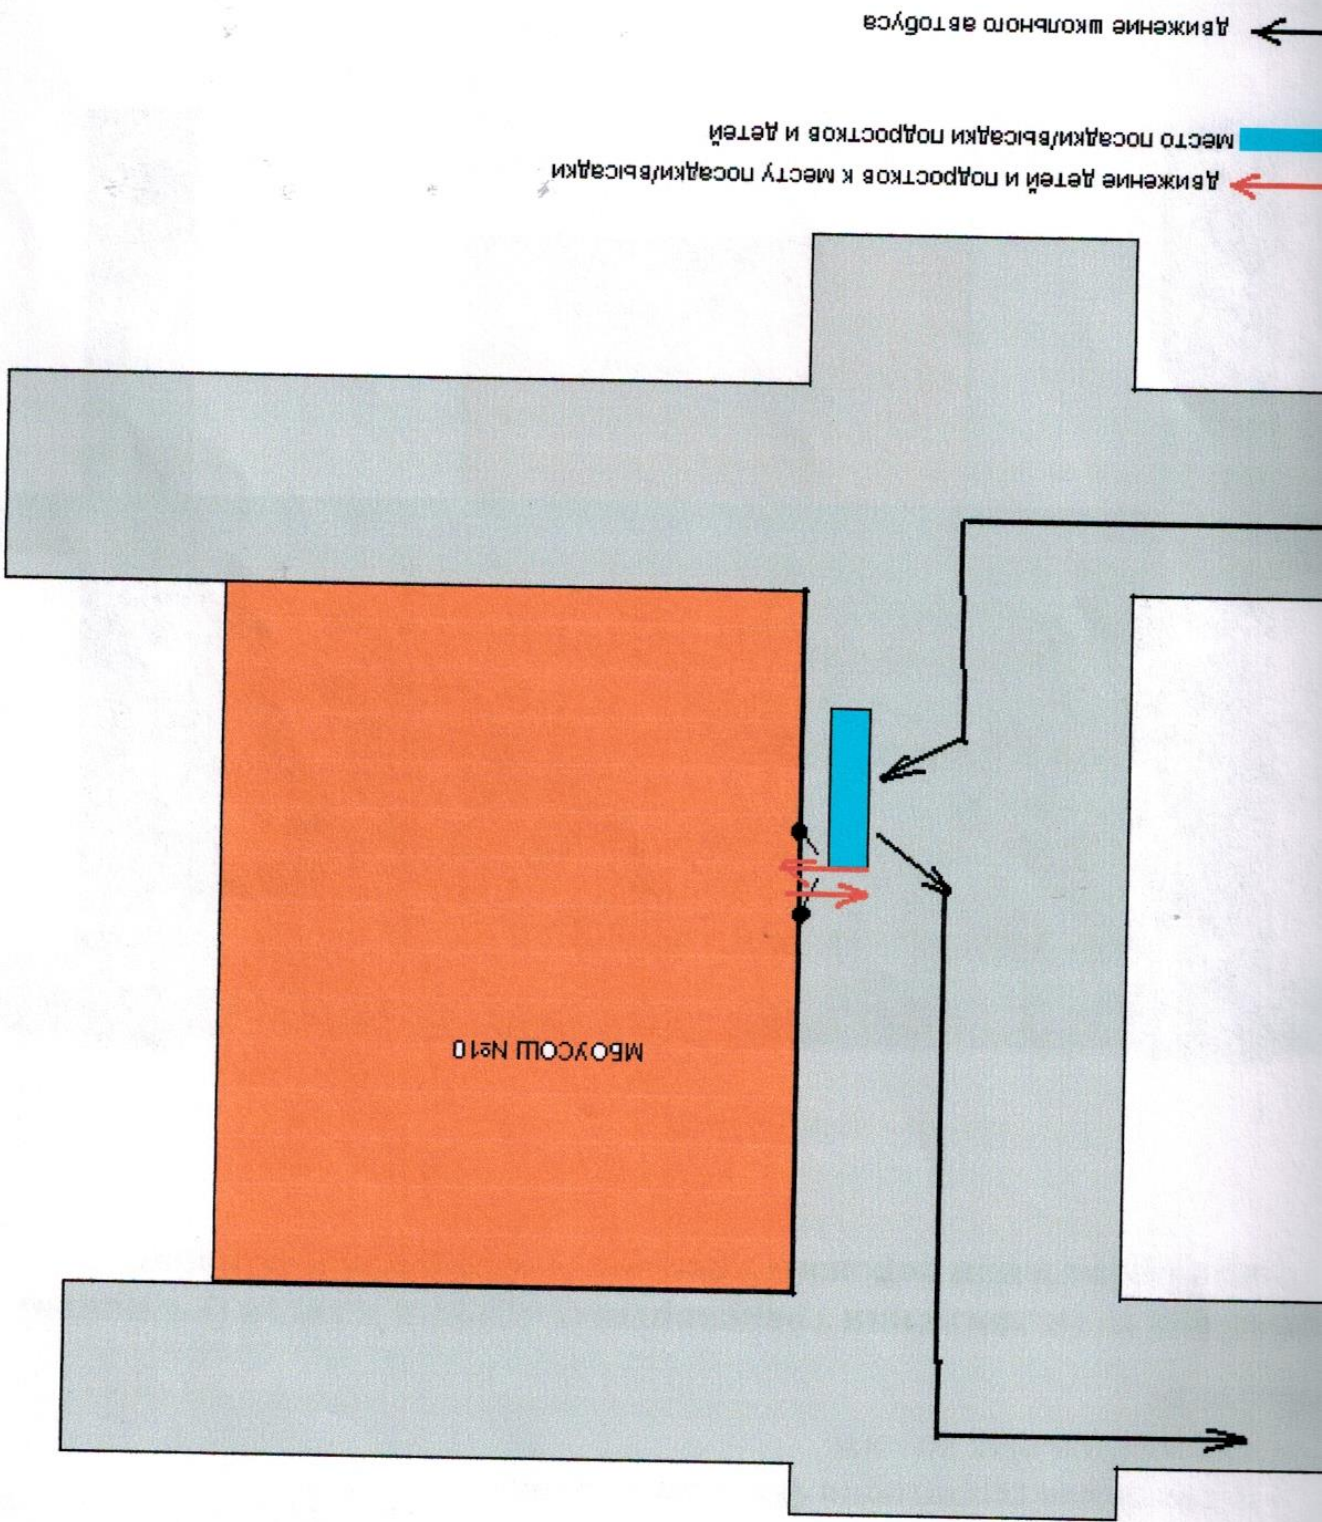 МБОУСОШ №10
движение детей и подростков к месту посадки/высадки
место посадки/высадки подростков и детей
движение школьного автобуса